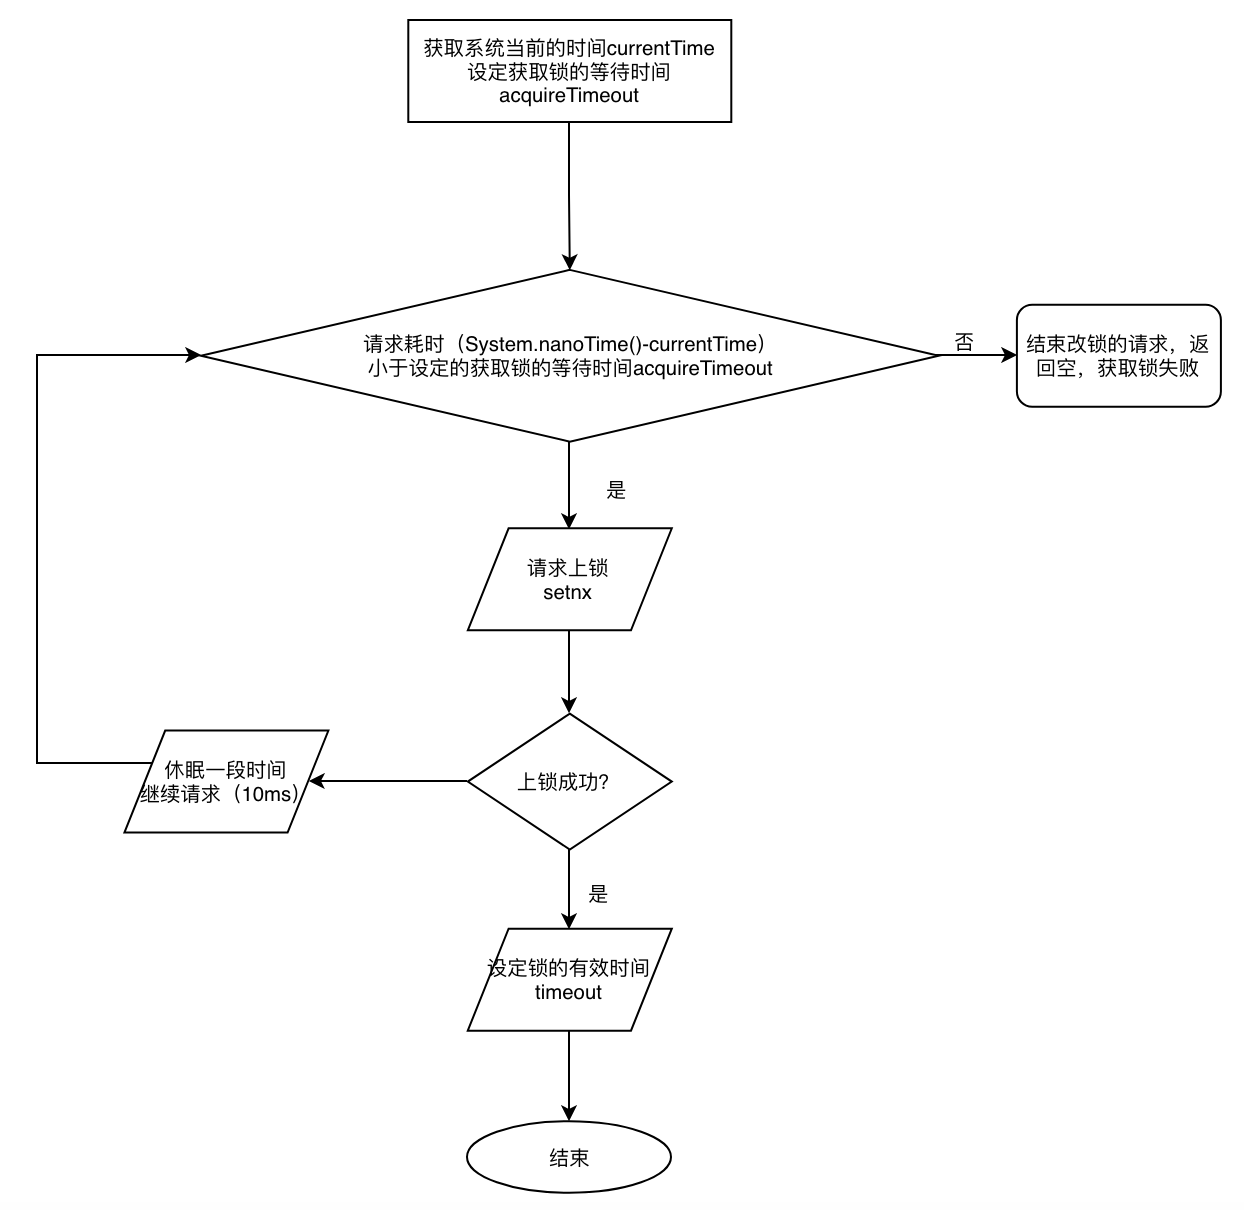 获取系统当前的时间currentTime
设定获取锁的等待时间
acquireTimeout
请求耗时（System.nanoTime()-currentTime）
小于设定的获取锁的等待时间acquireTimeout
否
结束改锁的请求，返
回空，获取锁失败
是
请求上锁
setnx
休眠一段时间
继续请求（10ms）
上锁成功?
是
设定锁的有效时间
timeout
结束